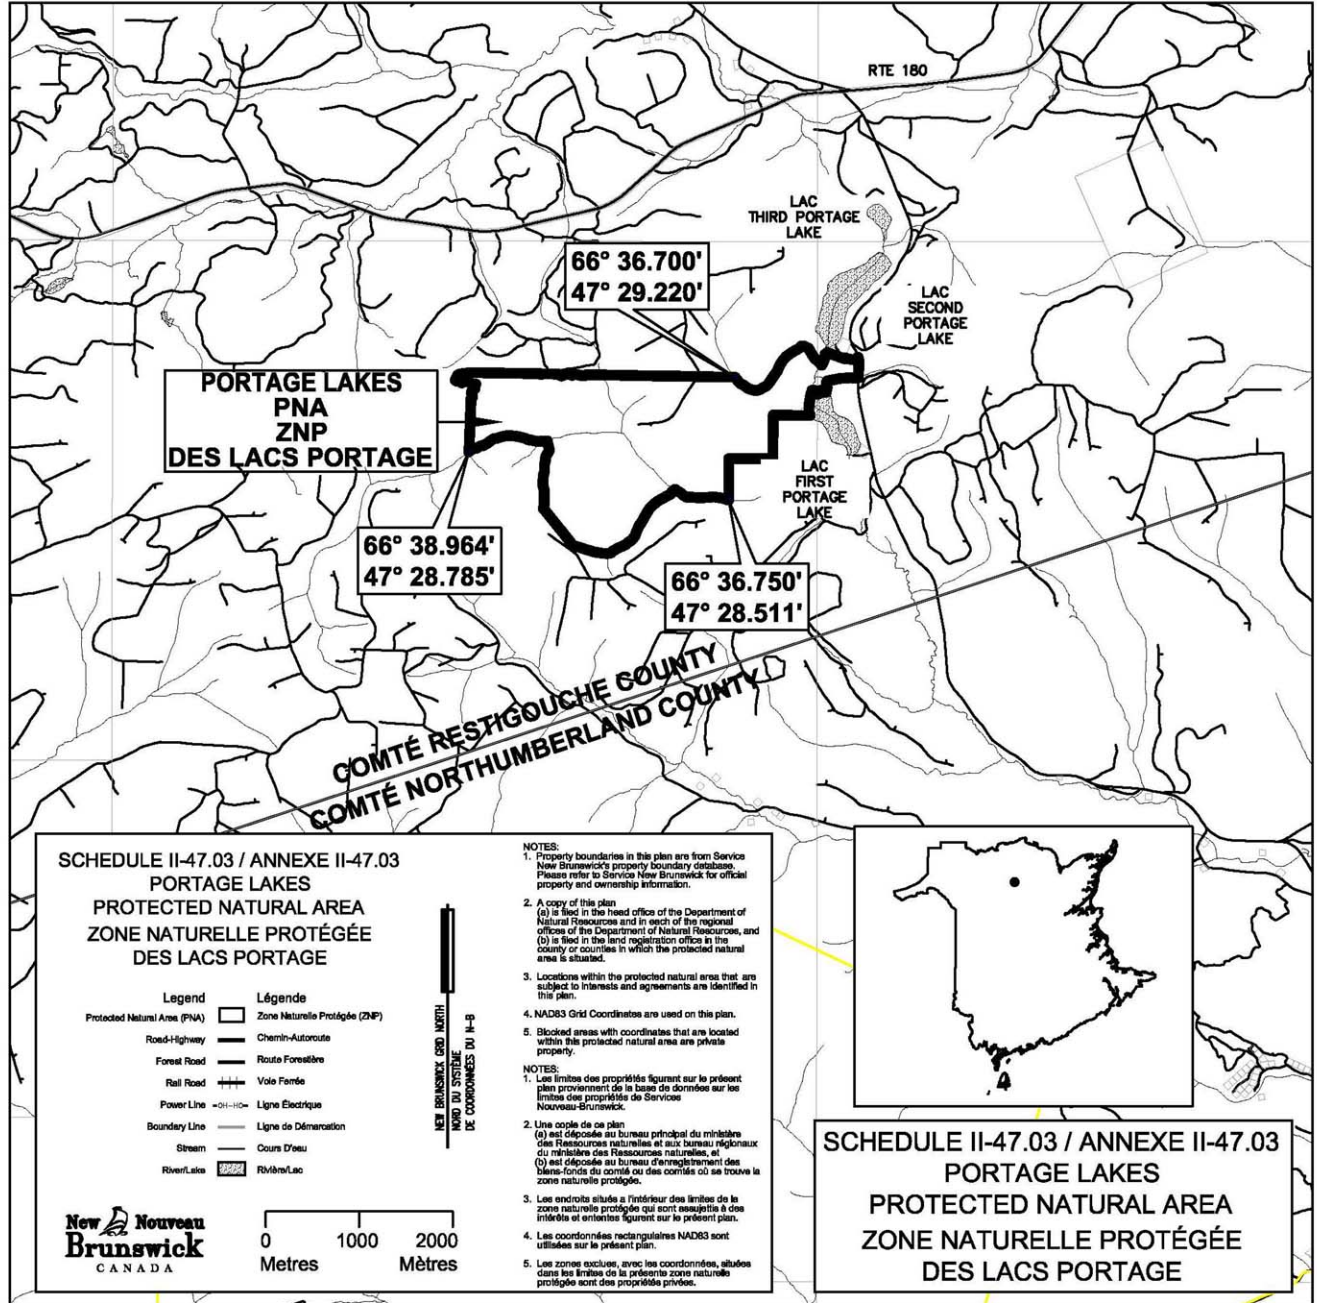 RTE 180
LAC
THIRD PORTAGE
LAKE
66° 36.700'
47° 29.220'
LAC
SECOND
PORTAGE
LAKE
PORTAGE LAKES
PNA
ZNP
DES LACS PORTAGE
LAC
FIRST
PORTAGE
LAKE
66° 38.964'
47° 28.785'
66° 36.750'
47° 28.511'
COMTÉ RESTIGOUCHE COUNTY
COMTÉ NORTHUMBERLAND COUNTY
SCHEDULE II-47.03 / ANNEXE II-47.03
PORTAGE LAKES
PROTECTED NATURAL AREA
ZONE NATURELLE PROTÉGÉE
DES LACS PORTAGE
Legend Légende
Protected Natural Area (PNA) Zone Naturelle Protégée (ZNP)
Road-Highway Chemin-Autoroute
Forest Road Route Forestière
Rail Road Voie Ferrée
Power Line -OH-HO- Ligne Électrique
Boundary Line Ligne de Démarcation
Stream Cours D'eau
River/Lake Rivière/Lac
NEW BRUNSWICK GRID NORTH
NORD DU SYSTÈME
DE COORDONNÉES DU N-B
New Nouveau
Brunswick
CANADA
0 1000 2000
Metres Mètres
NOTES:
1. Property boundaries in this plan are from Service
New Brunswick's property boundary database.
Please refer to Service New Brunswick for official
property and ownership information.
2. A copy of this plan
(a) is filed in the head office of the Department of
Natural Resources and in each of the regional
offices of the Department of Natural Resources, and
(b) is filed in the land registration office in the
county or counties in which the protected natural
area is situated.
3. Locations within the protected natural area that are
subject to interests and agreements are identified in
this plan.
4. NAD83 Grid Coordinates are used on this plan.
5. Blocked areas with coordinates that are located
within this protected natural area are private
property.
NOTES:
1. Les limites des propriétés figurant sur le présent
plan proviennent de la base de données sur les
limites des propriétés de Services
Nouveau-Brunswick.
2. Une copie de ce plan
(a) est déposée au bureau principal du ministère
des Ressources naturelles et aux bureau régionaux
du ministère des Ressources naturelles, et
(b) est déposée au bureau d'enregistrement des
biens-fonds du comté ou des comtés où se trouve la
zone naturelle protégée.
3. Les endroits situés a l'intérieur des limites de la
zone naturelle protégée qui sont assujettis à des
intérêts et ententes figurent sur le présent plan.
4. Les coordonnées rectangulaires NAD83 sont
utilisées sur le présent plan.
5. Les zones exclues, avec les coordonnées, situées
dans les limites de la présente zone naturelle
protégée sont des propriétés privées.
SCHEDULE II-47.03 / ANNEXE II-47.03
PORTAGE LAKES
PROTECTED NATURAL AREA
ZONE NATURELLE PROTÉGÉE
DES LACS PORTAGE